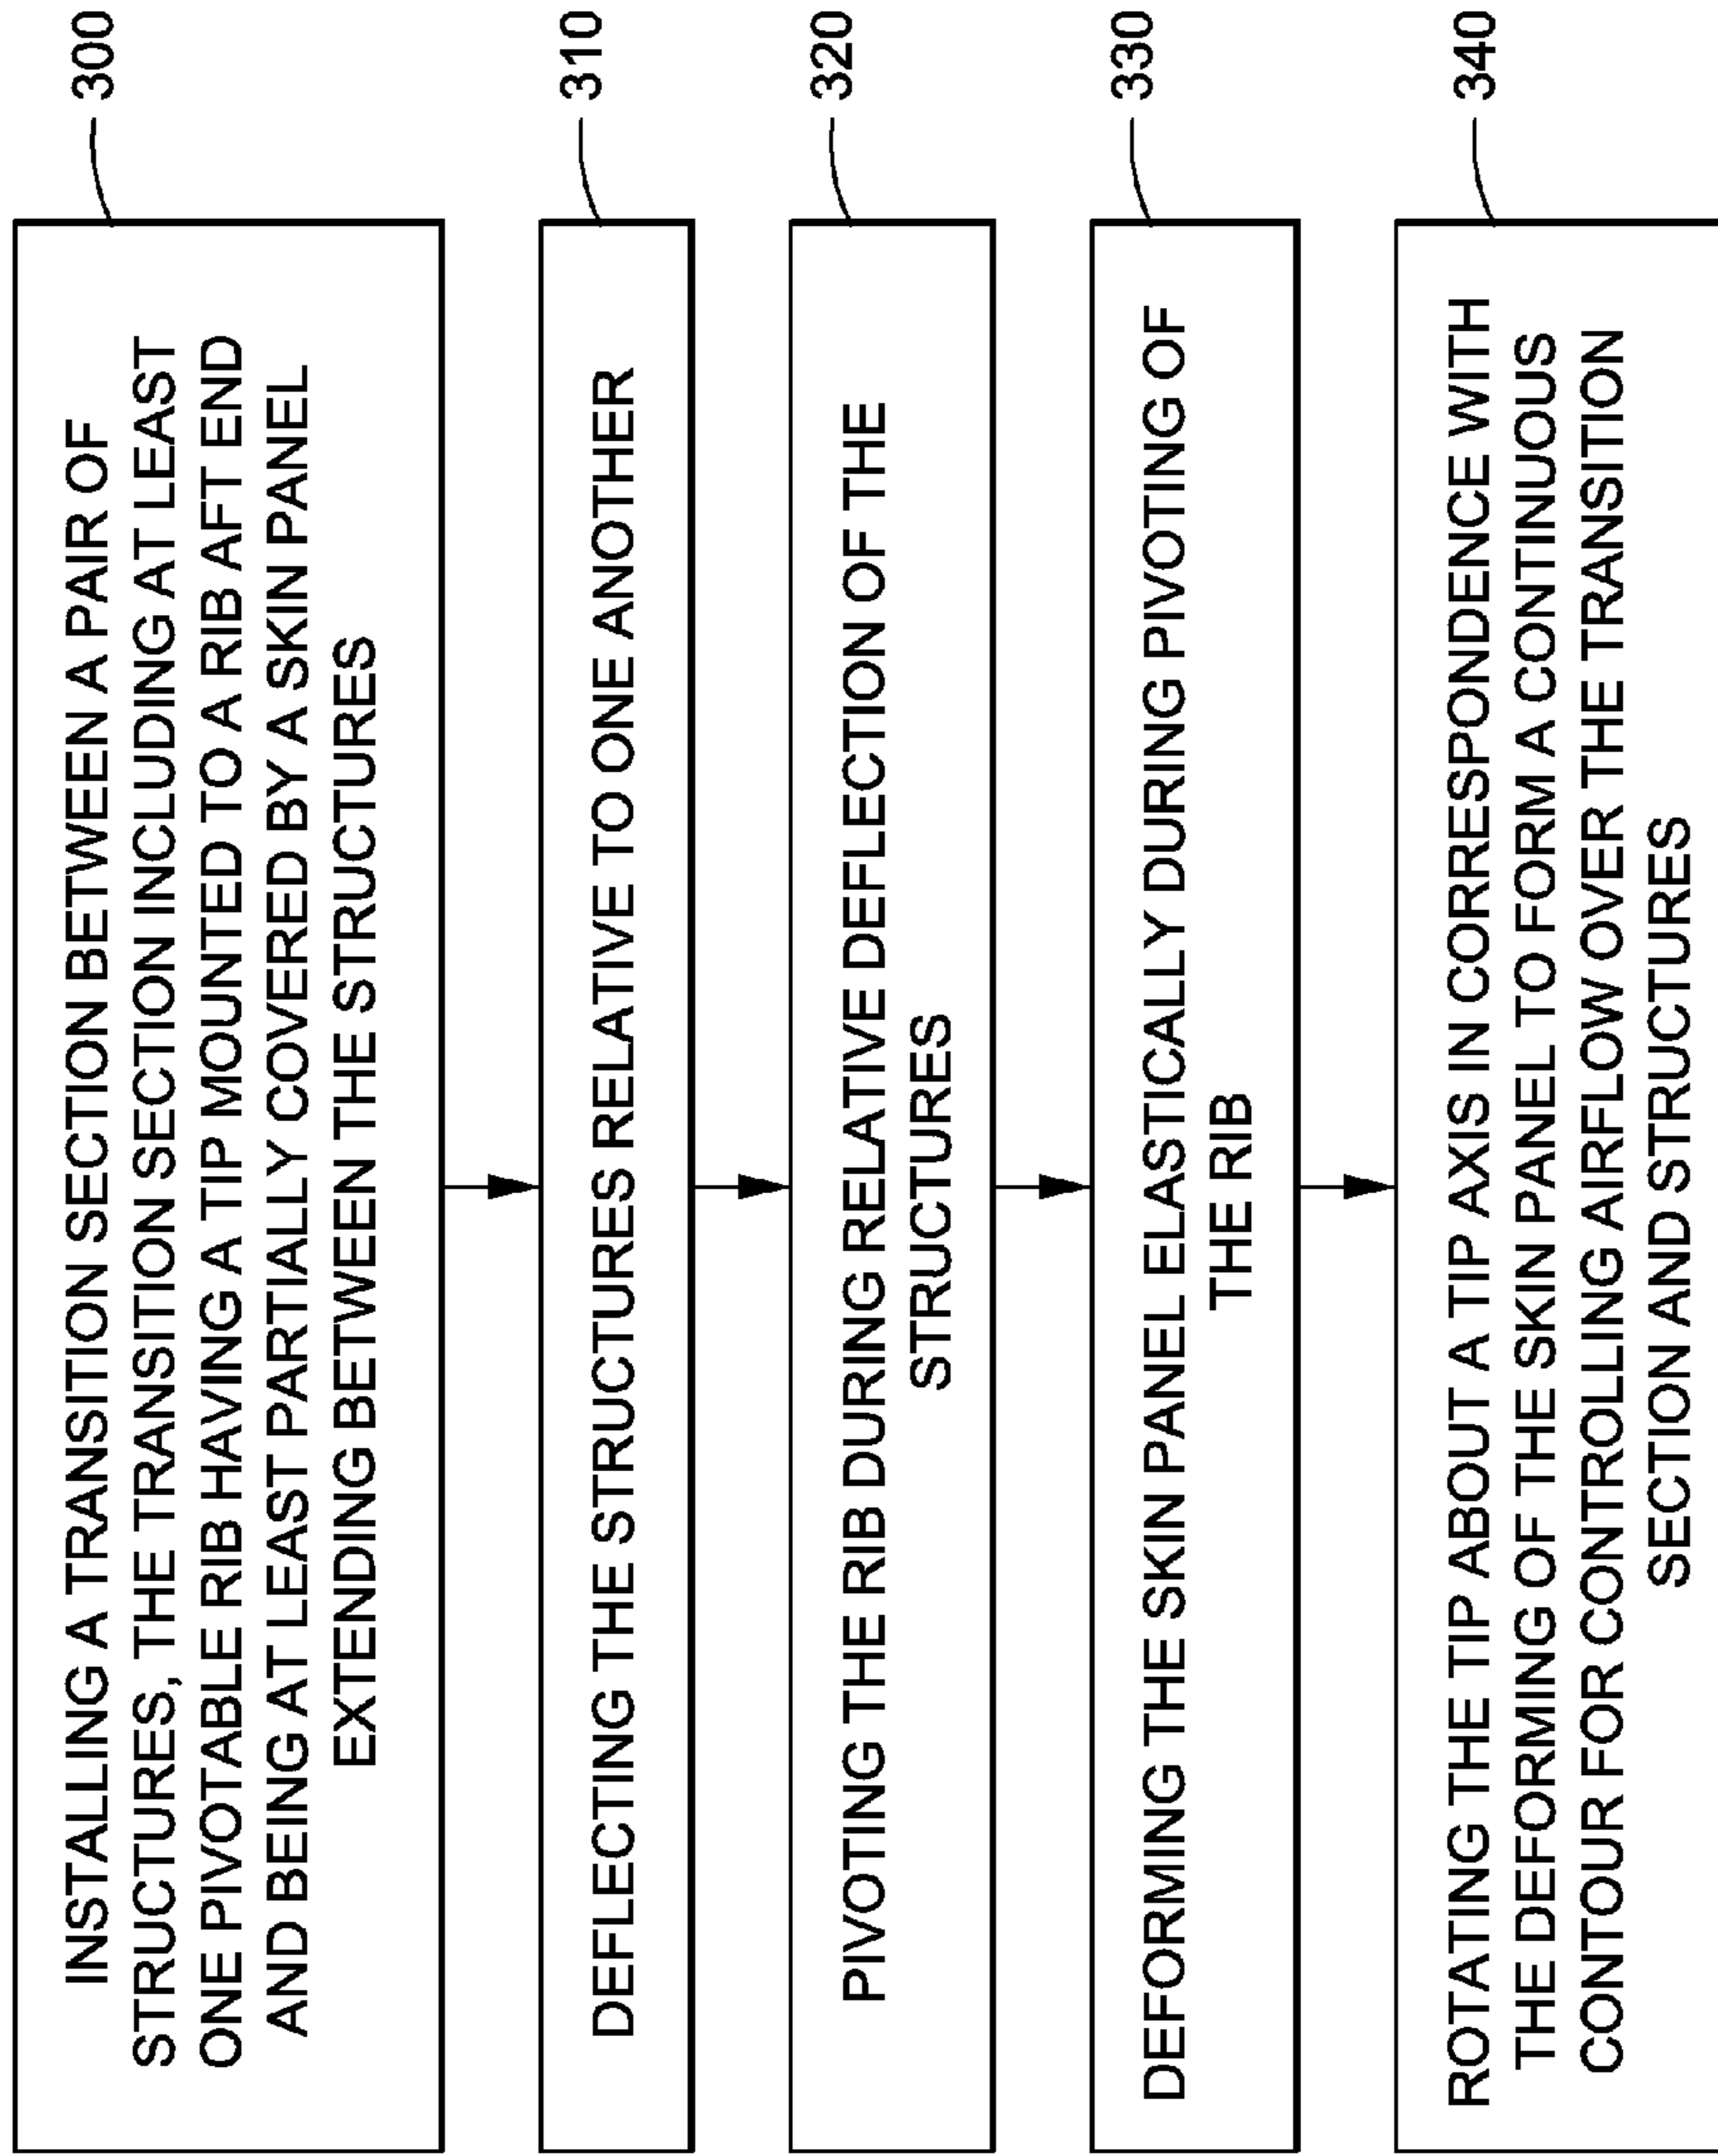 INSTALLING A TRANSITION SECTION BETWEEN A PAIR OF
STRUCTURES, THE TRANSITION SECTION INCLUDING AT LEAST
ONE PIVOTABLE RIB HAVING A TIP MOUNTED TO A RIB AFT END
AND BEING AT LEAST PARTIALLY COVERED BY A SKIN PANEL
EXTENDING BETWEEN THE STRUCTURES
300
DEFLECTING THE STRUCTURES RELATIVE TO ONE ANOTHER
310
PIVOTING THE RIB DURING RELATIVE DEFLECTION OF THE
STRUCTURES
320
DEFORMING THE SKIN PANEL ELASTICALLY DURING PIVOTING OF
THE RIB
330
ROTATING THE TIP ABOUT A TIP AXIS IN CORRESPONDENCE WITH
THE DEFORMING OF THE SKIN PANEL TO FORM A CONTINUOUS
CONTOUR FOR CONTROLLING AIRFLOW OVER THE TRANSITION
SECTION AND STRUCTURES
340